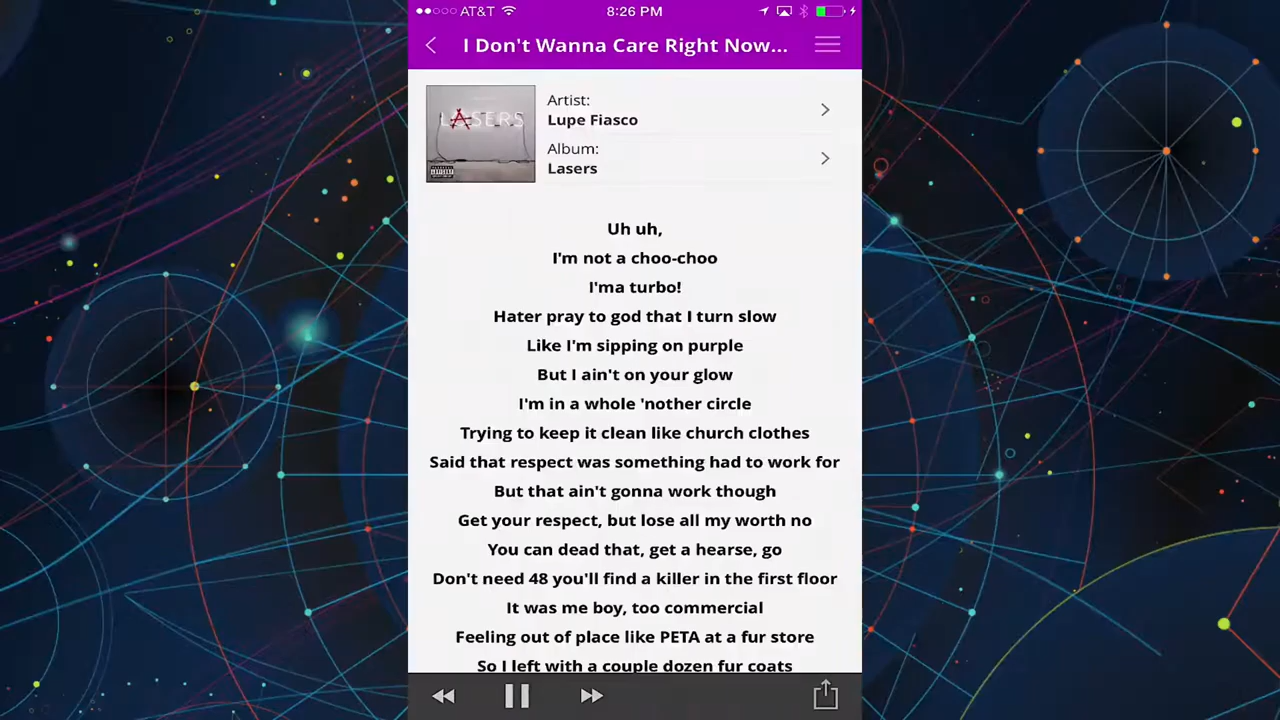 AT&T
8:26 PM
I Don't Wanna Care Right Now...
LASERS
Artist:
Lupe Fiasco
Album:
Lasers
Uh uh,
I'm not a choo-choo
I'ma turbo!
Hater pray to god that I turn slow
Like I'm sipping on purple
But I ain't on your glow
I'm in a whole 'nother circle
Trying to keep it clean like church clothes
Said that respect was something had to work for
But that ain't gonna work though
Get your respect, but lose all my worth no
You can dead that, get a hearse, go
Don't need 48 you'll find a killer in the first floor
It was me boy, too commercial
Feeling out of place like PETA at a fur store
So I left with a couple dozen fur coats